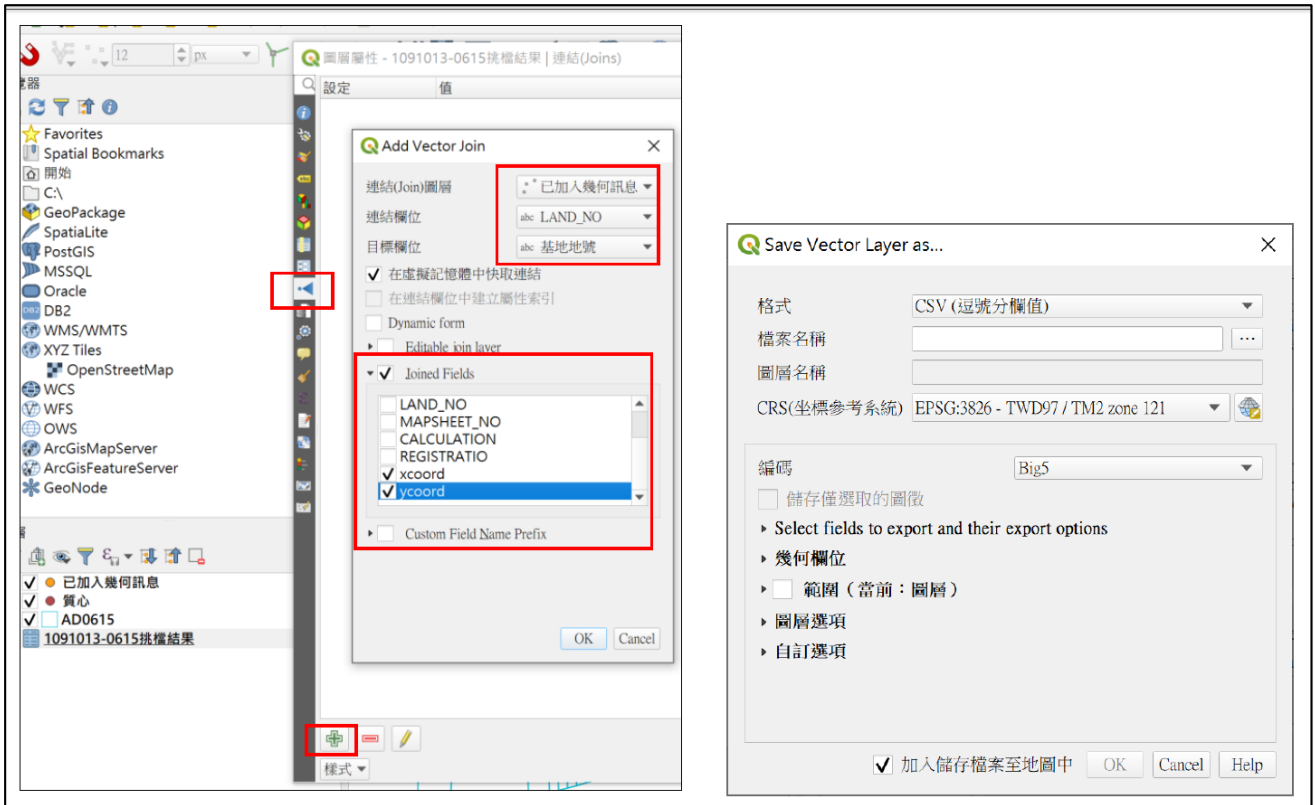 12
px
圖層屬性 - 1091013-0615挑檔結果 | 連結(Joins)
設定 值
覽器
Favorites
Spatial Bookmarks
開始
C:\
GeoPackage
SpatiaLite
PostGIS
MSSQL
Oracle
DB2
WMS/WMTS
XYZ Tiles
OpenStreetMap
WCS
WFS
OWS
ArcGisMapServer
ArcGisFeatureServer
GeoNode
層
已加入幾何訊息
質心
AD0615
1091013-0615挑檔結果
Add Vector Join
連結(Join)圖層 已加入幾何訊息
連結欄位 abc LAND_NO
目標欄位 abc 基地地號
在虛擬記憶體中快取連結
在連結欄位中建立屬性索引
Dynamic form
Editable join layer
Joined Fields
LAND_NO
MAPSHEET_NO
CALCULATION
REGISTRATIO
xcoord
ycoord
Custom Field Name Prefix
OK Cancel
樣式
Save Vector Layer as...
格式 CSV (逗號分欄值)
檔案名稱 ...
圖層名稱
CRS(坐標參考系統) EPSG:3826 - TWD97 / TM2 zone 121
編碼 Big5
儲存僅選取的圖徵
Select fields to export and their export options
幾何欄位
範圍（當前：圖層）
圖層選項
自訂選項
加入儲存檔案至地圖中 OK Cancel Help